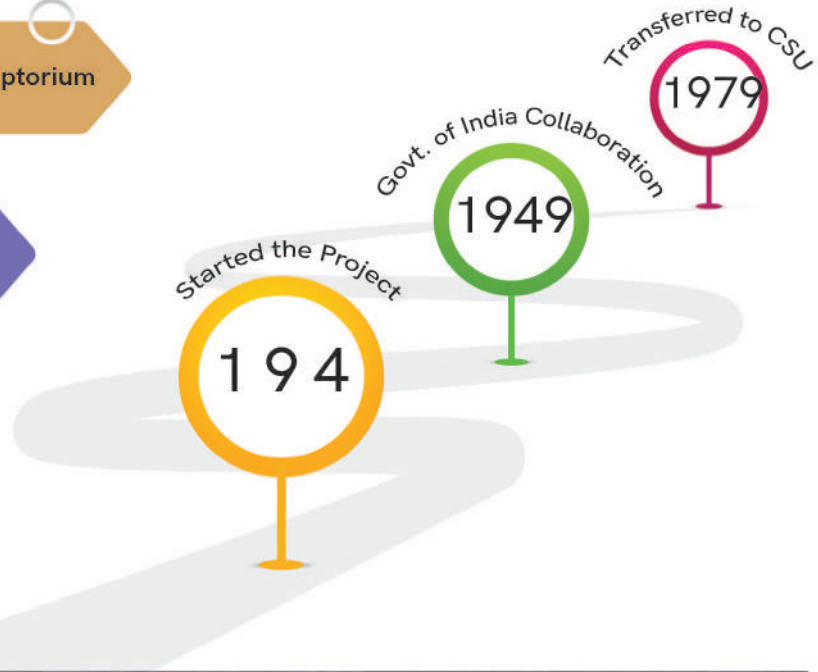 ptorium
Transferred to CSU
1979
Govt. of India Collaboration
1949
Started the Project
1 9 4